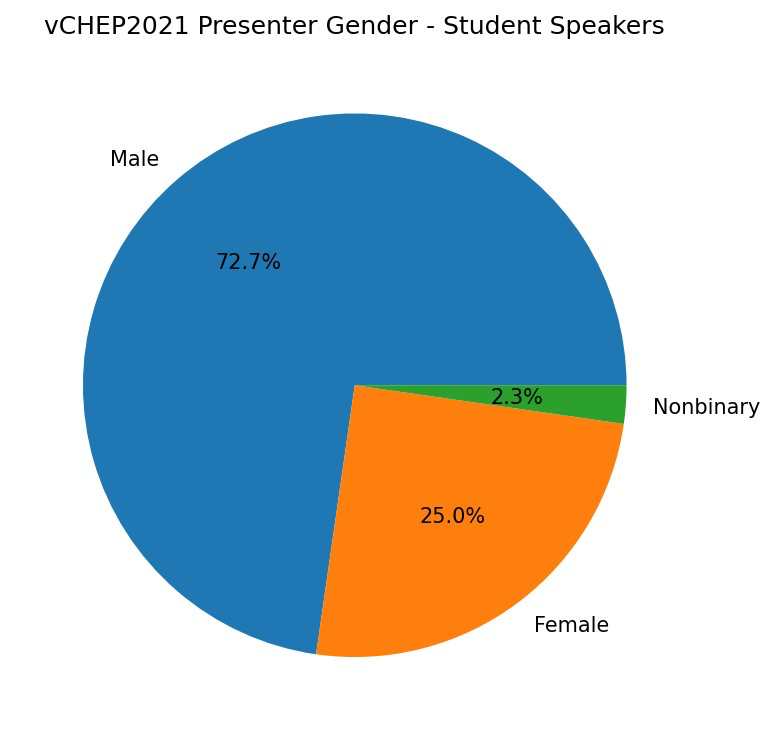 vCHEP2021 Presenter Gender - Student Speakers
Male
72.7%
2.3%
Nonbinary
25.0%
Female